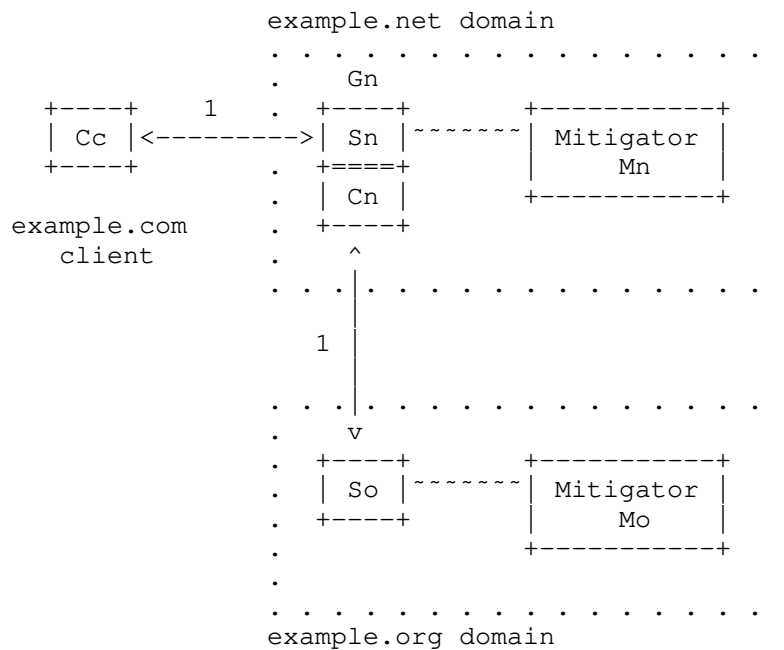 example.net domain
. . . . . . . . . . . . . . . .
. Gn
+----+ 1 . +----+ +-----------+
| Cc |<--------->| Sn |~~~~~~~| Mitigator |
+----+ . +====+ | Mn |
. | Cn | +-----------+
example.com . +----+
client . ^
. . .|. . . . . . . . . . . . .
|
1 |
|
. . .|. . . . . . . . . . . . .
. v
. +----+ +-----------+
. | So |~~~~~~~| Mitigator |
. +----+ | Mo |
. +-----------+
.
. . . . . . . . . . . . . . . .
example.org domain